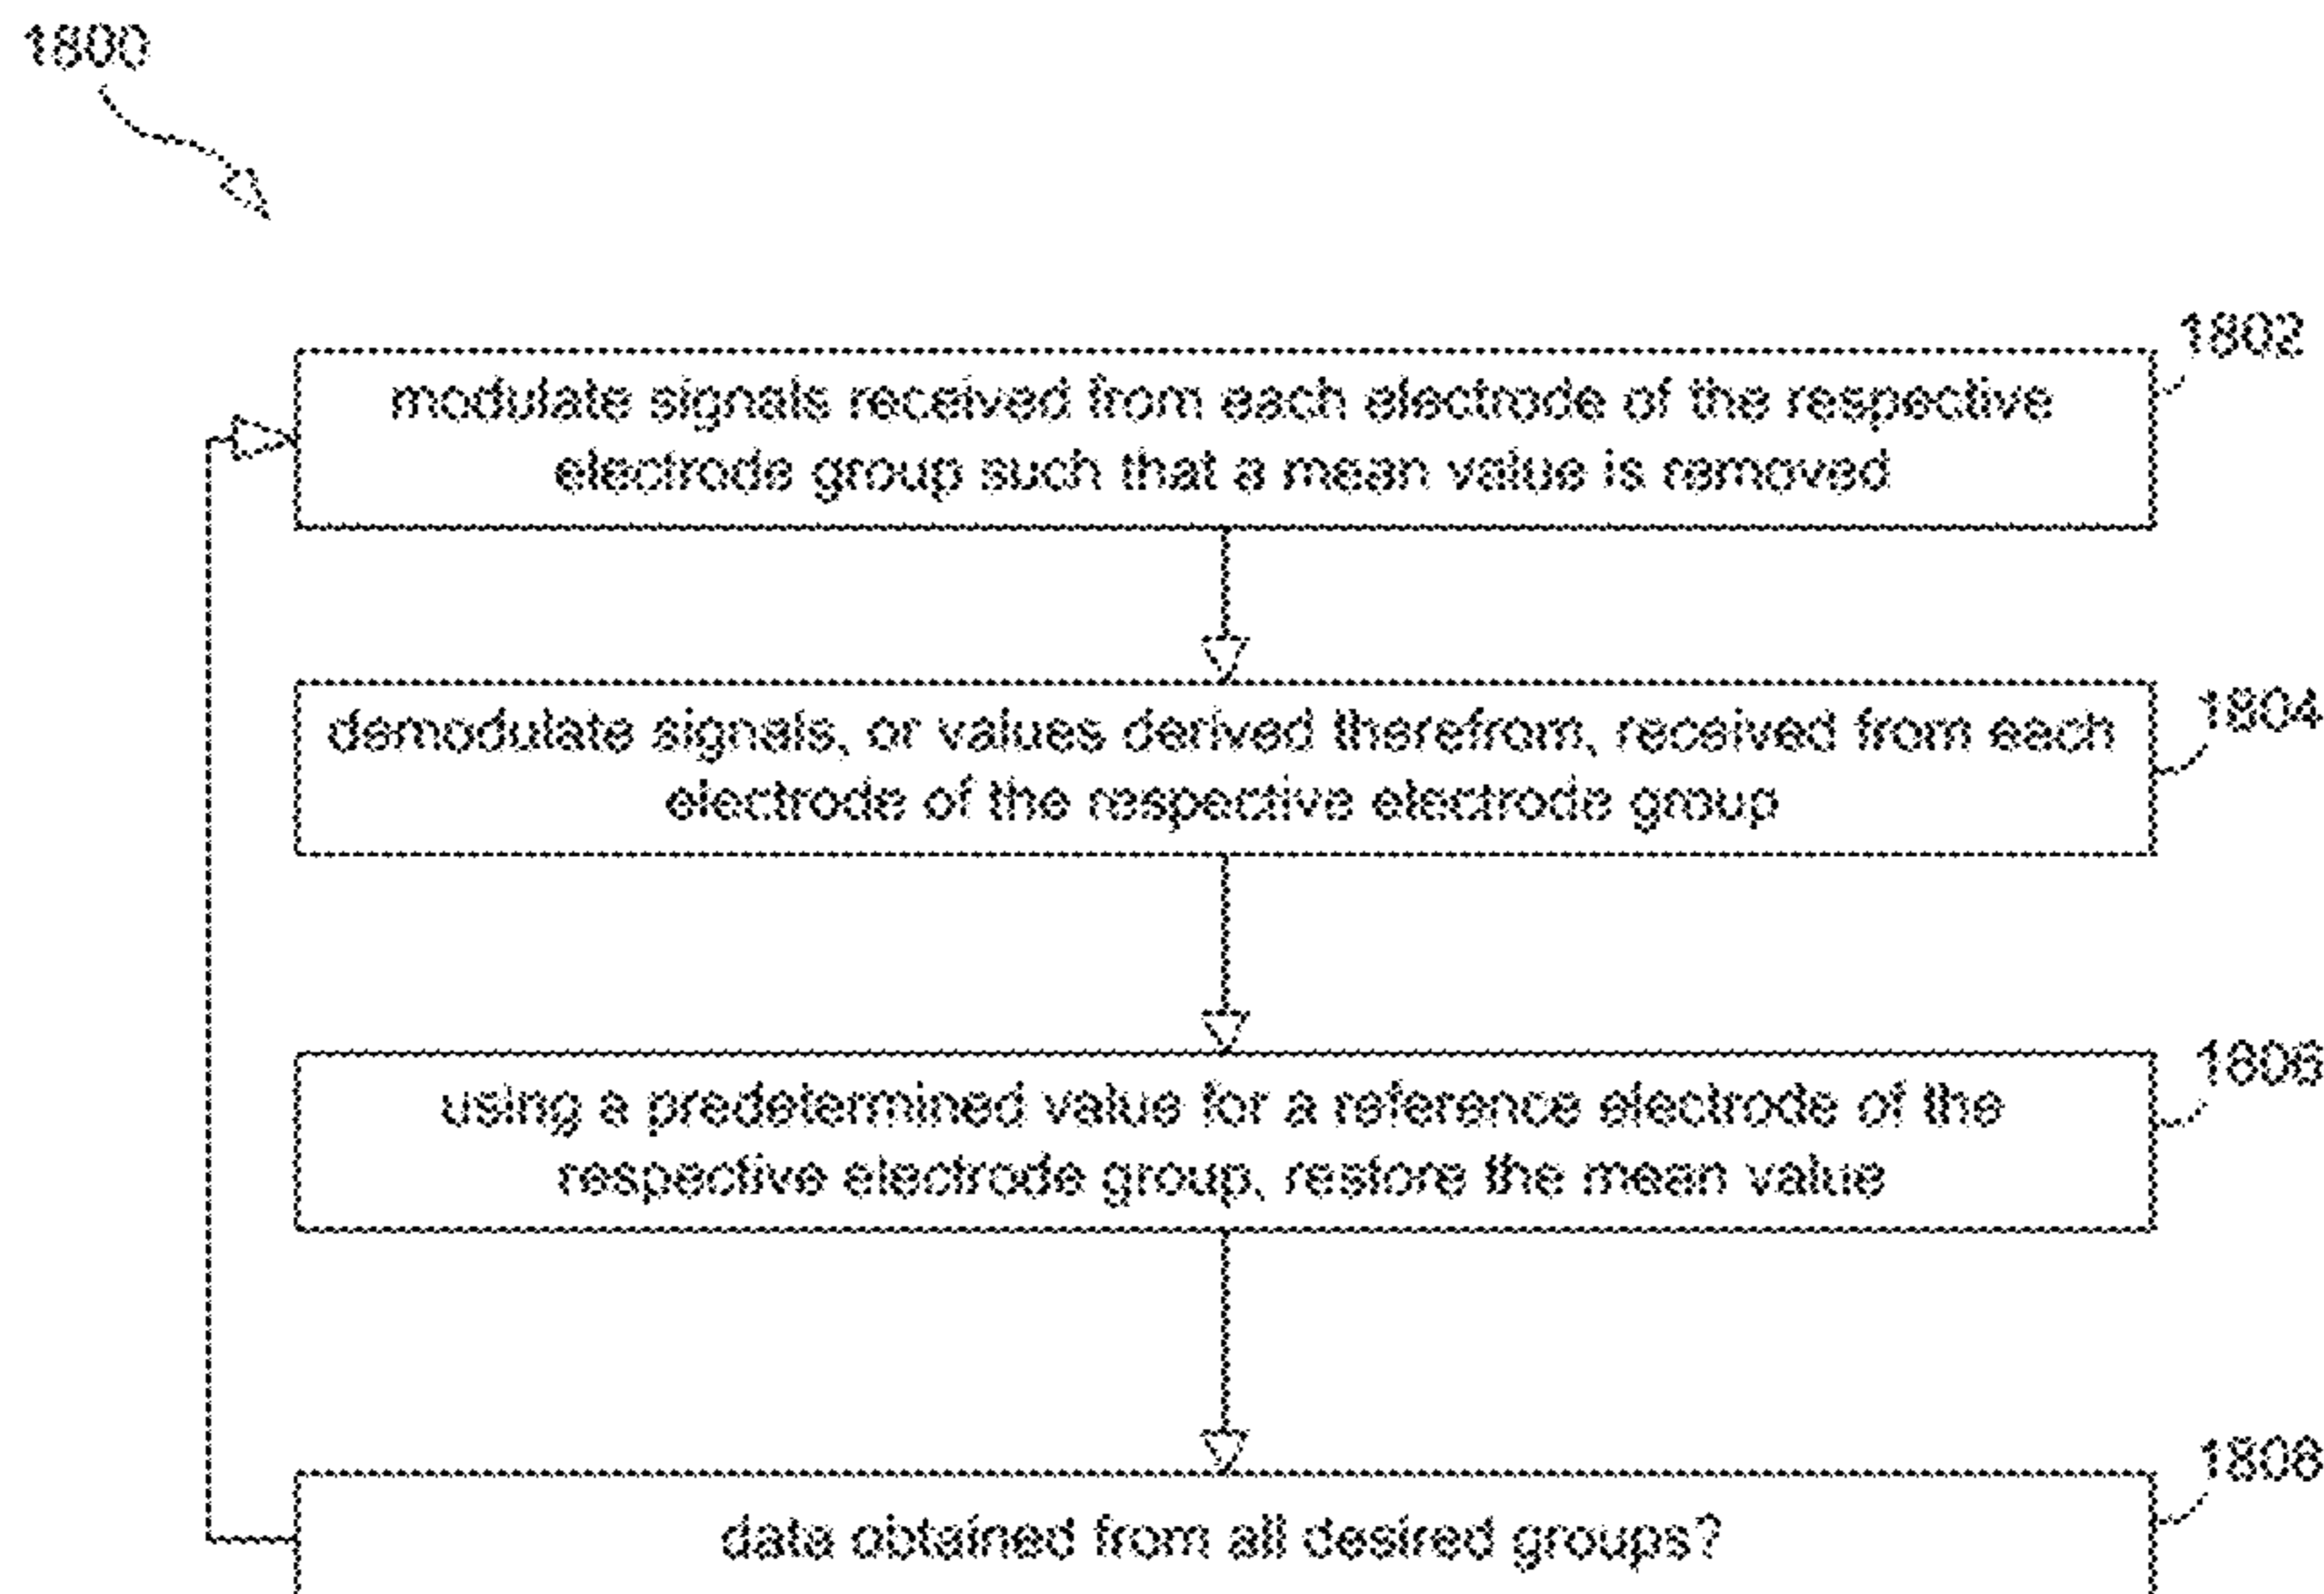 1800
1802
modulate signals received from each electrode of the respective
electrode group such that a mean value is removed
1804
demodulate signals, or values derived therefrom, received from each
electrode of the respective electrode group
1806
using a predetermined value for a reference electrode of the
respective electrode group, restore the mean value
1808
data obtained from all desired groups?